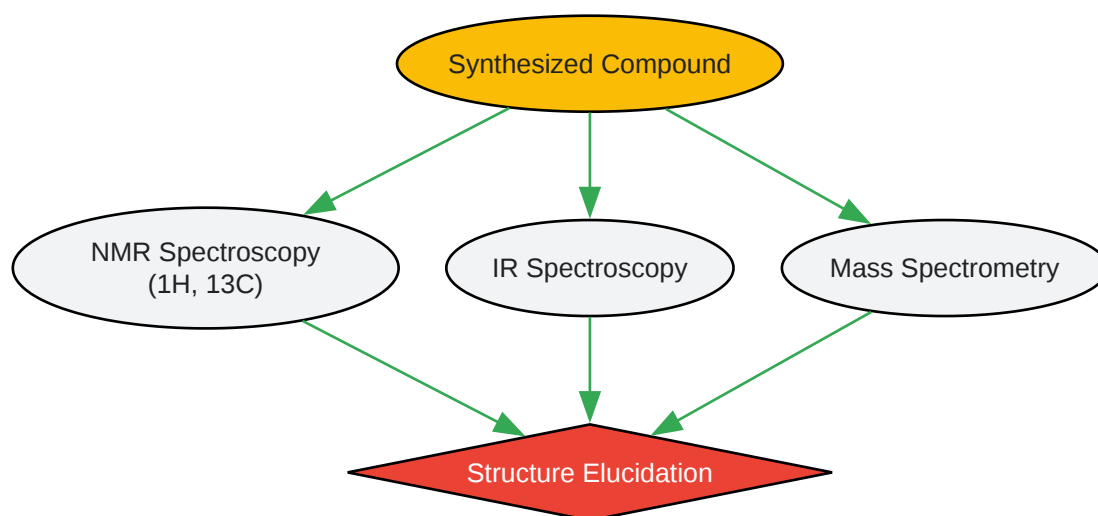 Synthesized Compound
NMR Spectroscopy
(1H, 13C)
IR Spectroscopy
Mass Spectrometry
Structure Elucidation